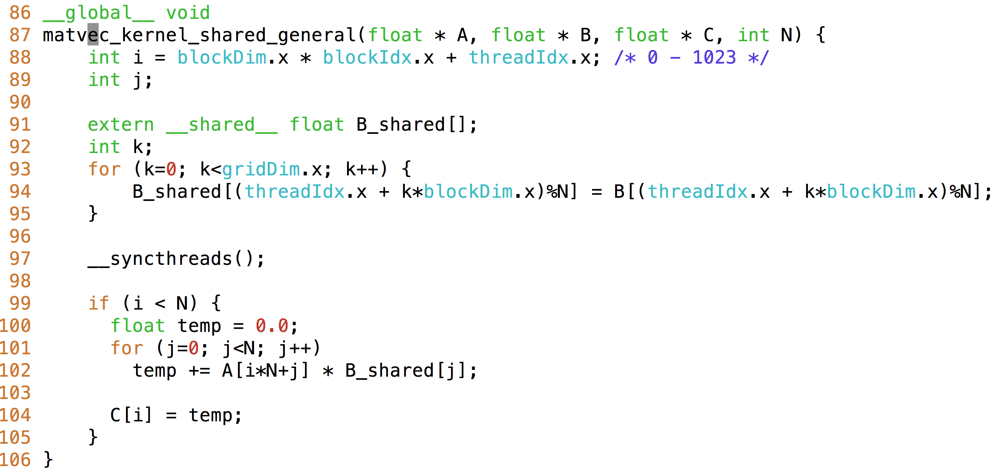 86 __global__ void
87 matvec_kernel_shared_general(float * A, float * B, float * C, int N) {
88     int i = blockDim.x * blockIdx.x + threadIdx.x; /* 0 - 1023 */
89     int j;
90
91     extern __shared__ float B_shared[];
92     int k;
93     for (k=0; k<gridDim.x; k++) {
94         B_shared[(threadIdx.x + k*blockDim.x)%N] = B[(threadIdx.x + k*blockDim.x)%N];
95     }
96
97     __syncthreads();
98
99     if (i < N) {
100       float temp = 0.0;
101       for (j=0; j<N; j++)
102         temp += A[i*N+j] * B_shared[j];
103
104       C[i] = temp;
105     }
106 }